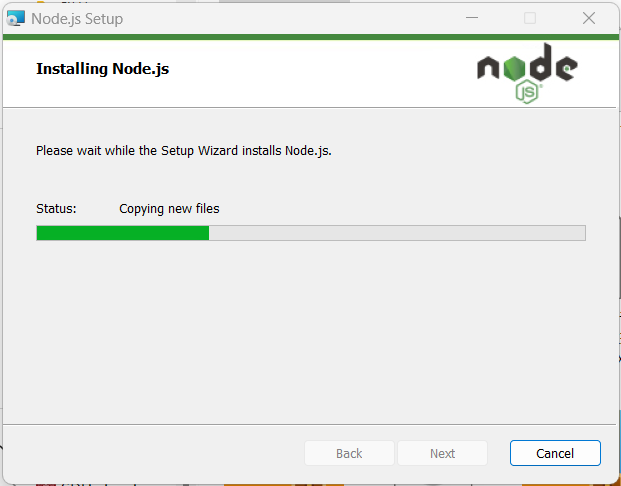 Node.js Setup
Installing Node.js
node
JS
Please wait while the Setup Wizard installs Node.js.
Status: Copying new files
Back Next Cancel